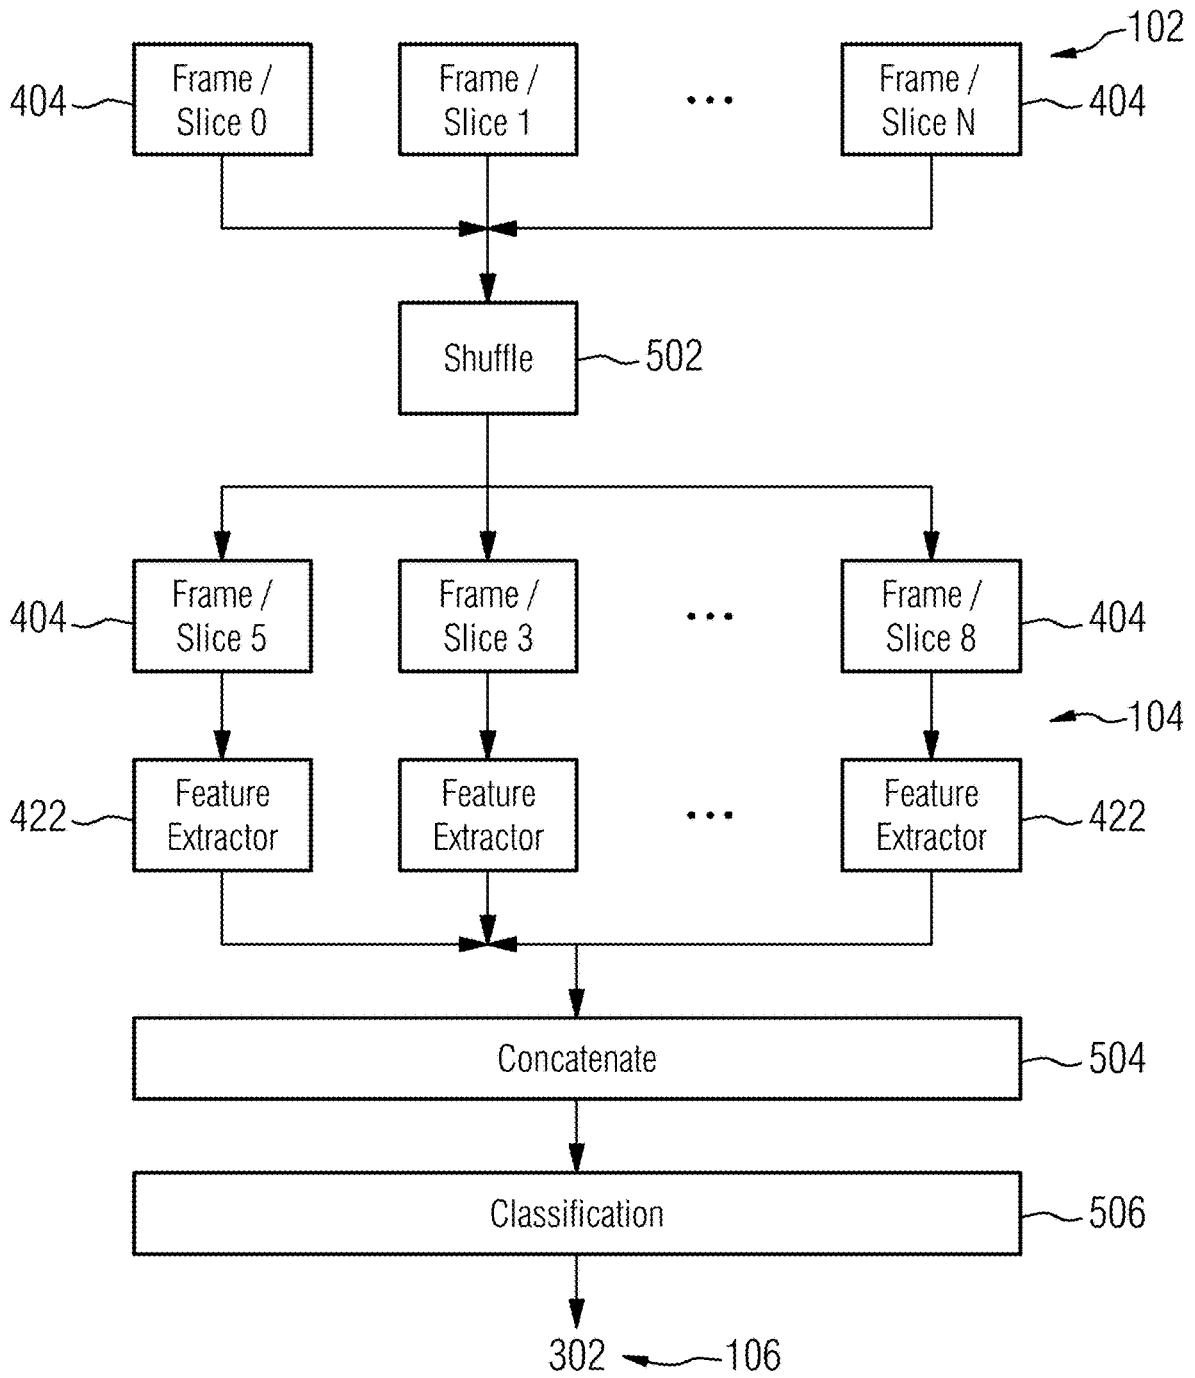 102
404
Frame /
Slice 0
Frame /
Slice 1
...
Frame /
Slice N
404
Shuffle
502
404
Frame /
Slice 5
Frame /
Slice 3
...
Frame /
Slice 8
404
104
422
Feature
Extractor
Feature
Extractor
...
Feature
Extractor
422
Concatenate
504
Classification
506
302
106